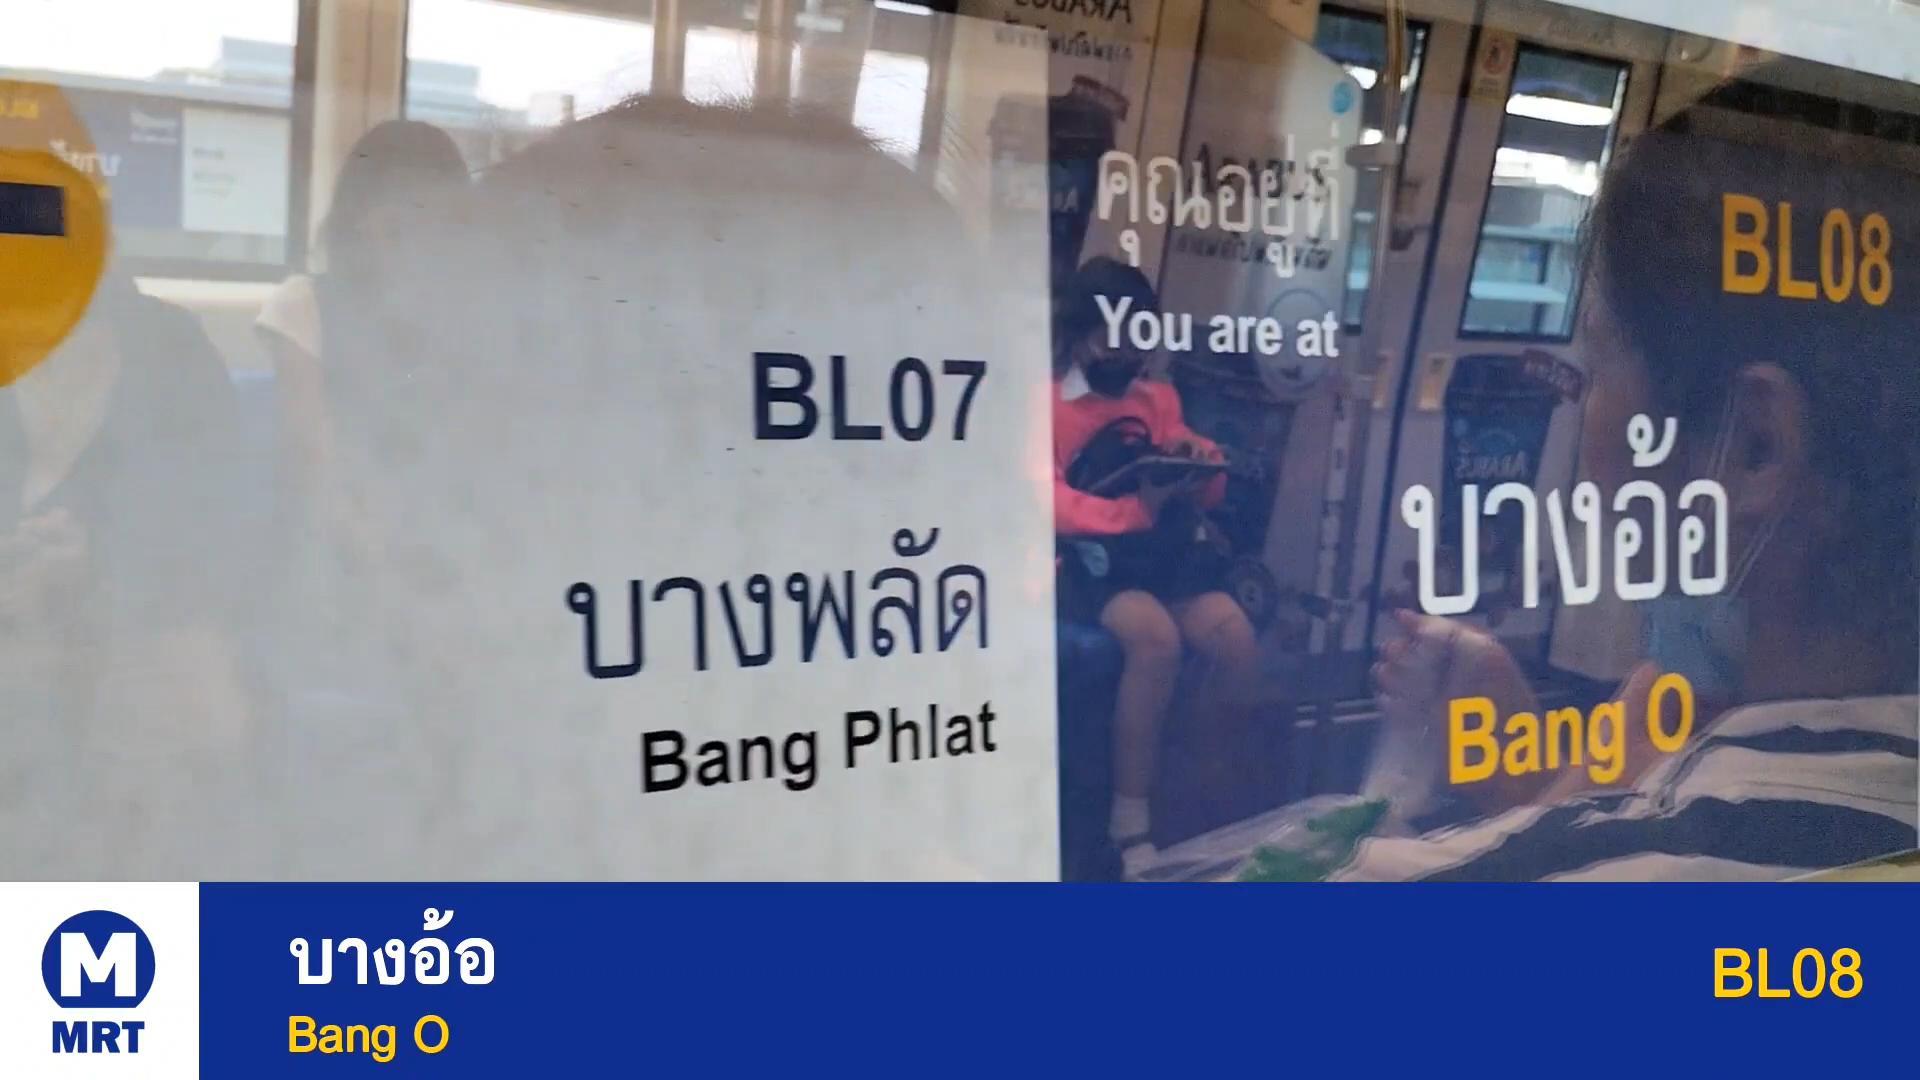 BL07
บางพลัด
Bang Phlat
คุณอยู่ที่
You are at
BL08
บางอ้อ
Bang O
M
MRT
บางอ้อ
Bang O
BL08